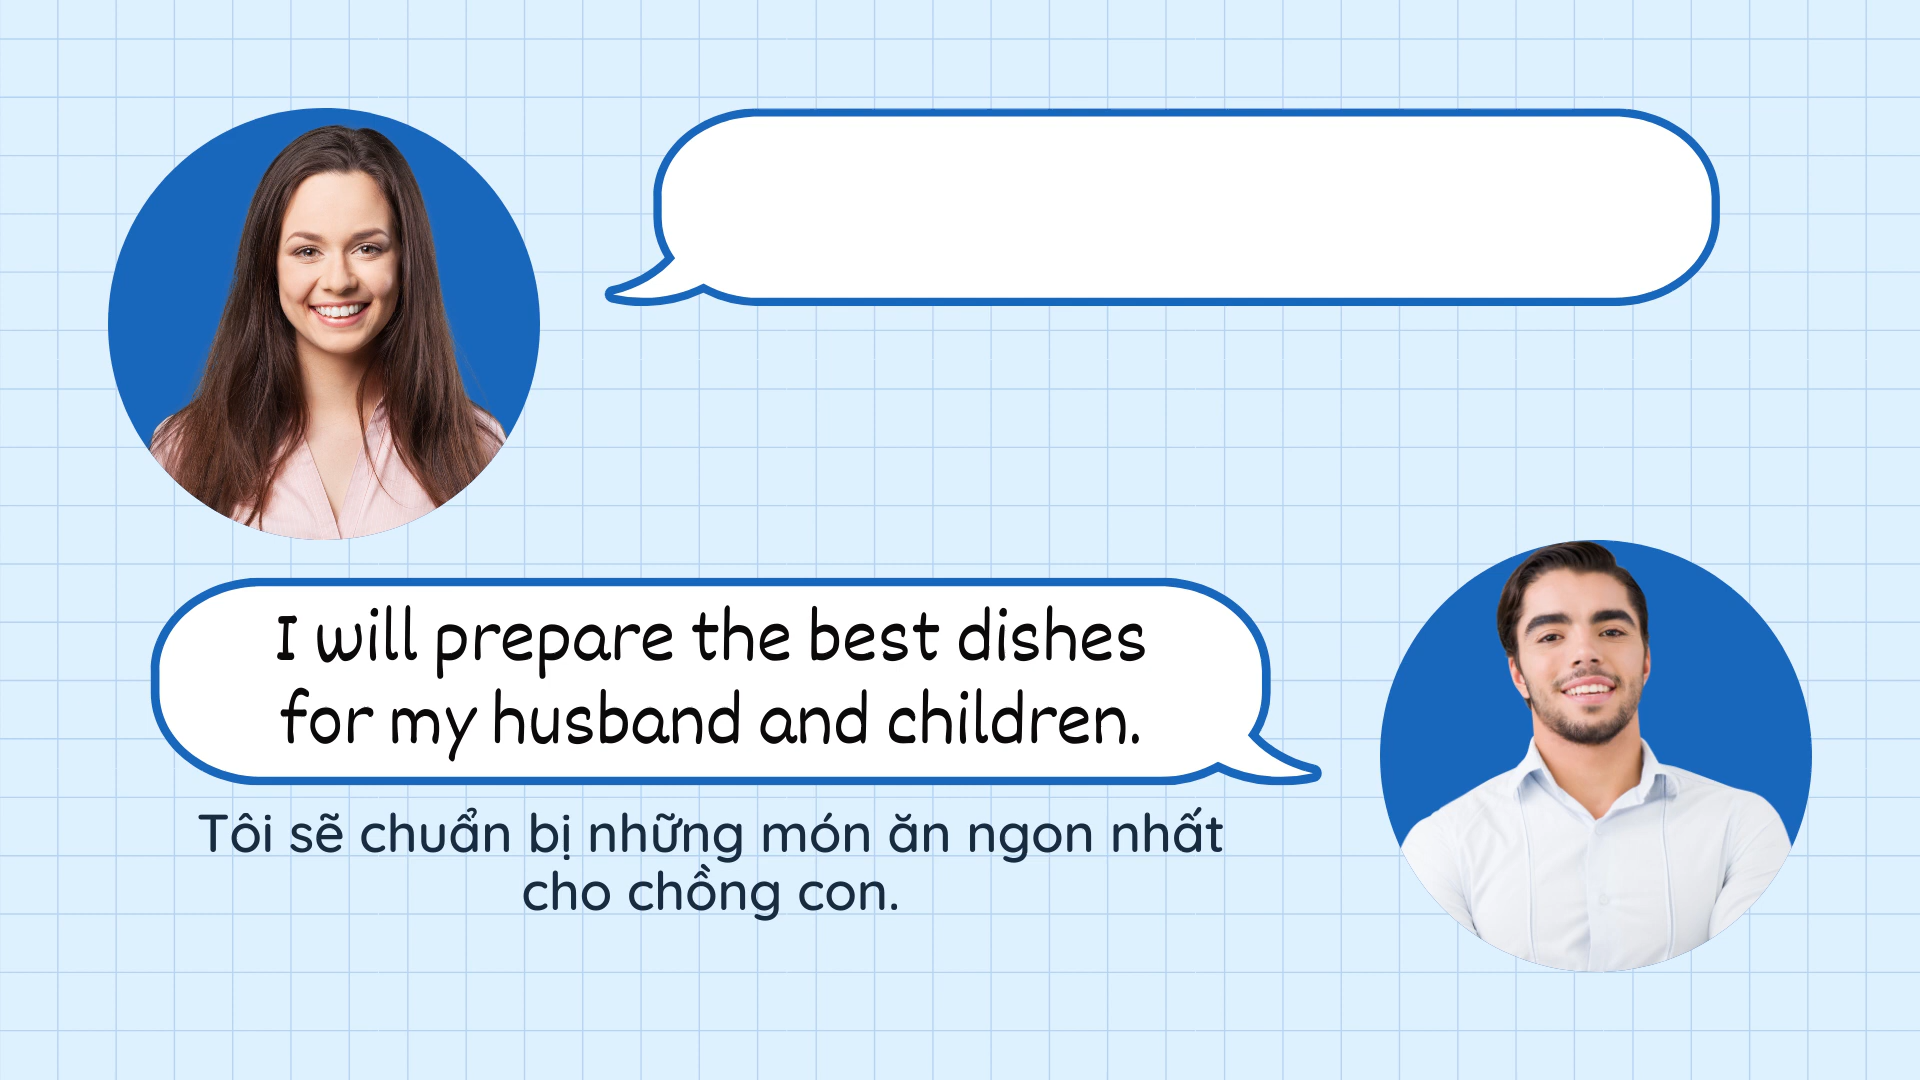 I will prepare the best dishes
for my husband and children.
Tôi sẽ chuẩn bị những món ăn ngon nhất
cho chồng con.